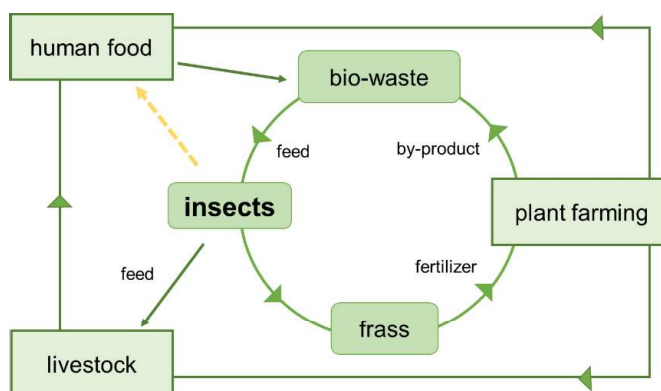 human food
bio-waste
feed
by-product
insects
plant farming
feed
fertilizer
frass
livestock